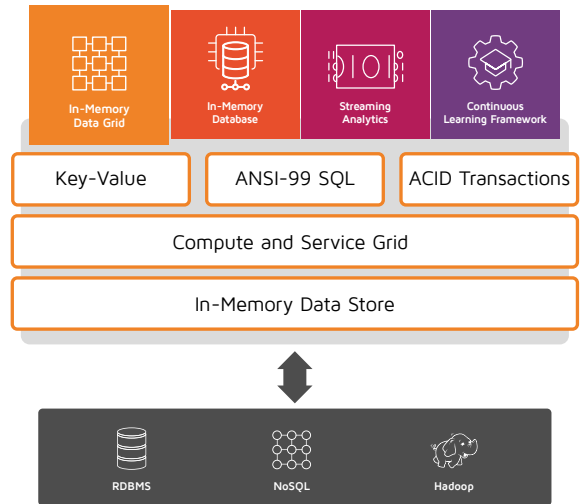 In-Memory
Data Grid
In-Memory
Database
Streaming
Analytics
Continuous
Learning Framework
Key-Value
ANSI-99 SQL
ACID Transactions
Compute and Service Grid
In-Memory Data Store
RDBMS
NoSQL
Hadoop